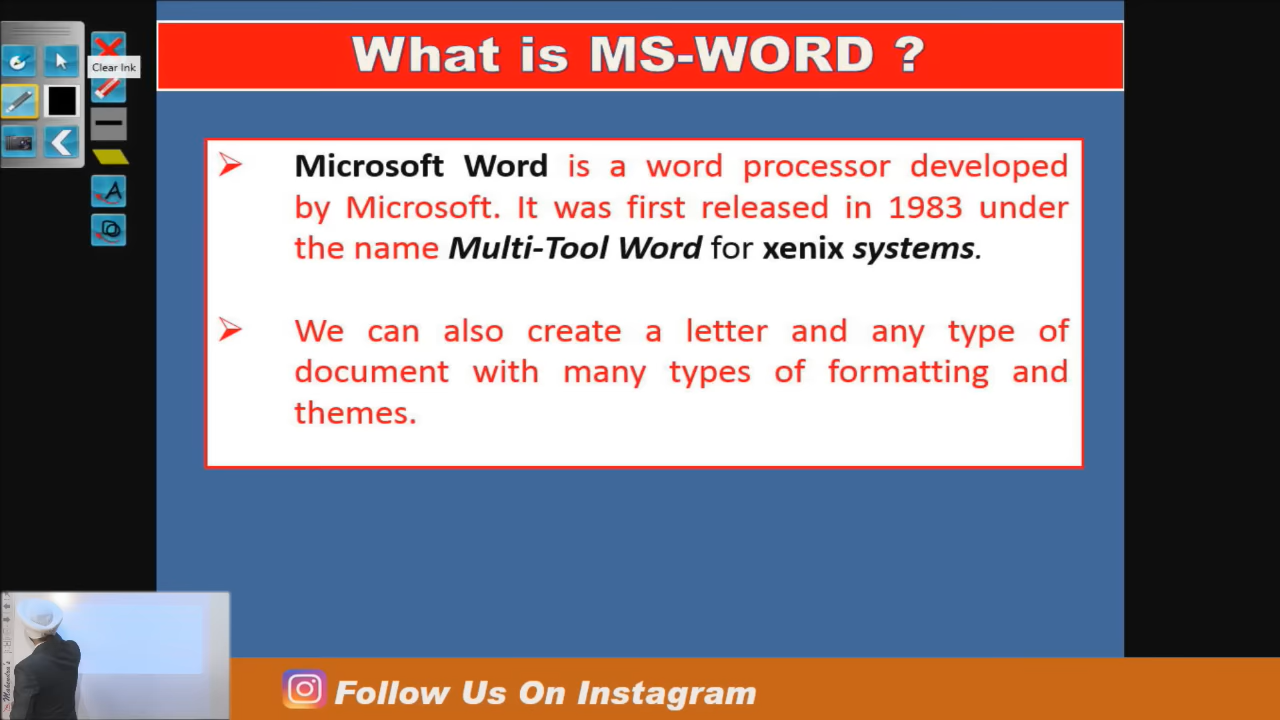 What is MS-WORD ?
Clear Ink
Microsoft Word is a word processor developed
by Microsoft. It was first released in 1983 under
the name Multi-Tool Word for xenix systems.
We can also create a letter and any type of
document with many types of formatting and
themes.
Mahendra's
Follow Us On Instagram